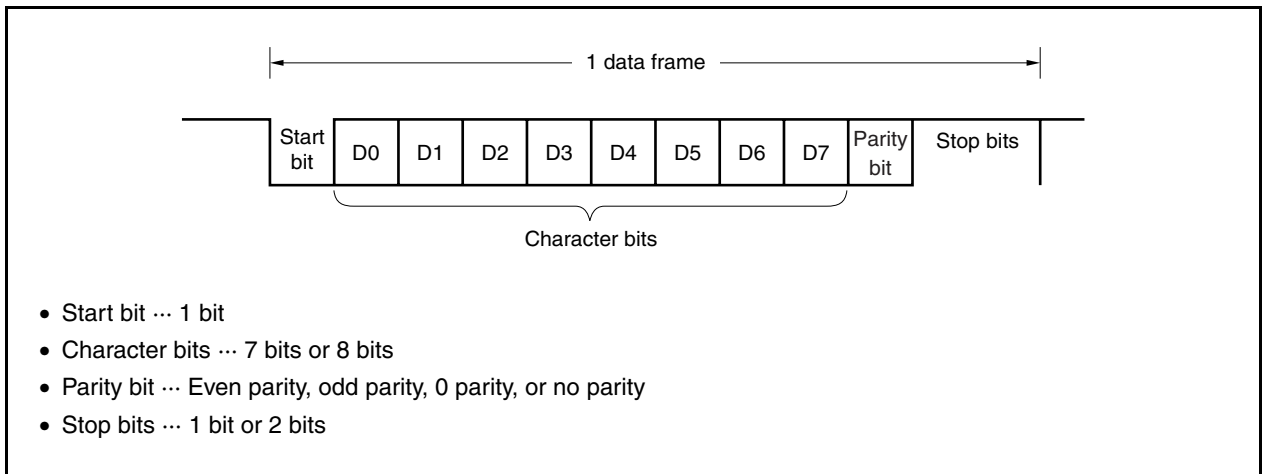 1 data frame
Start
bit
D0 D1 D2 D3 D4 D5 D6 D7
Parity
bit
Stop bits
Character bits
• Start bit ··· 1 bit
• Character bits ··· 7 bits or 8 bits
• Parity bit ··· Even parity, odd parity, 0 parity, or no parity
• Stop bits ··· 1 bit or 2 bits